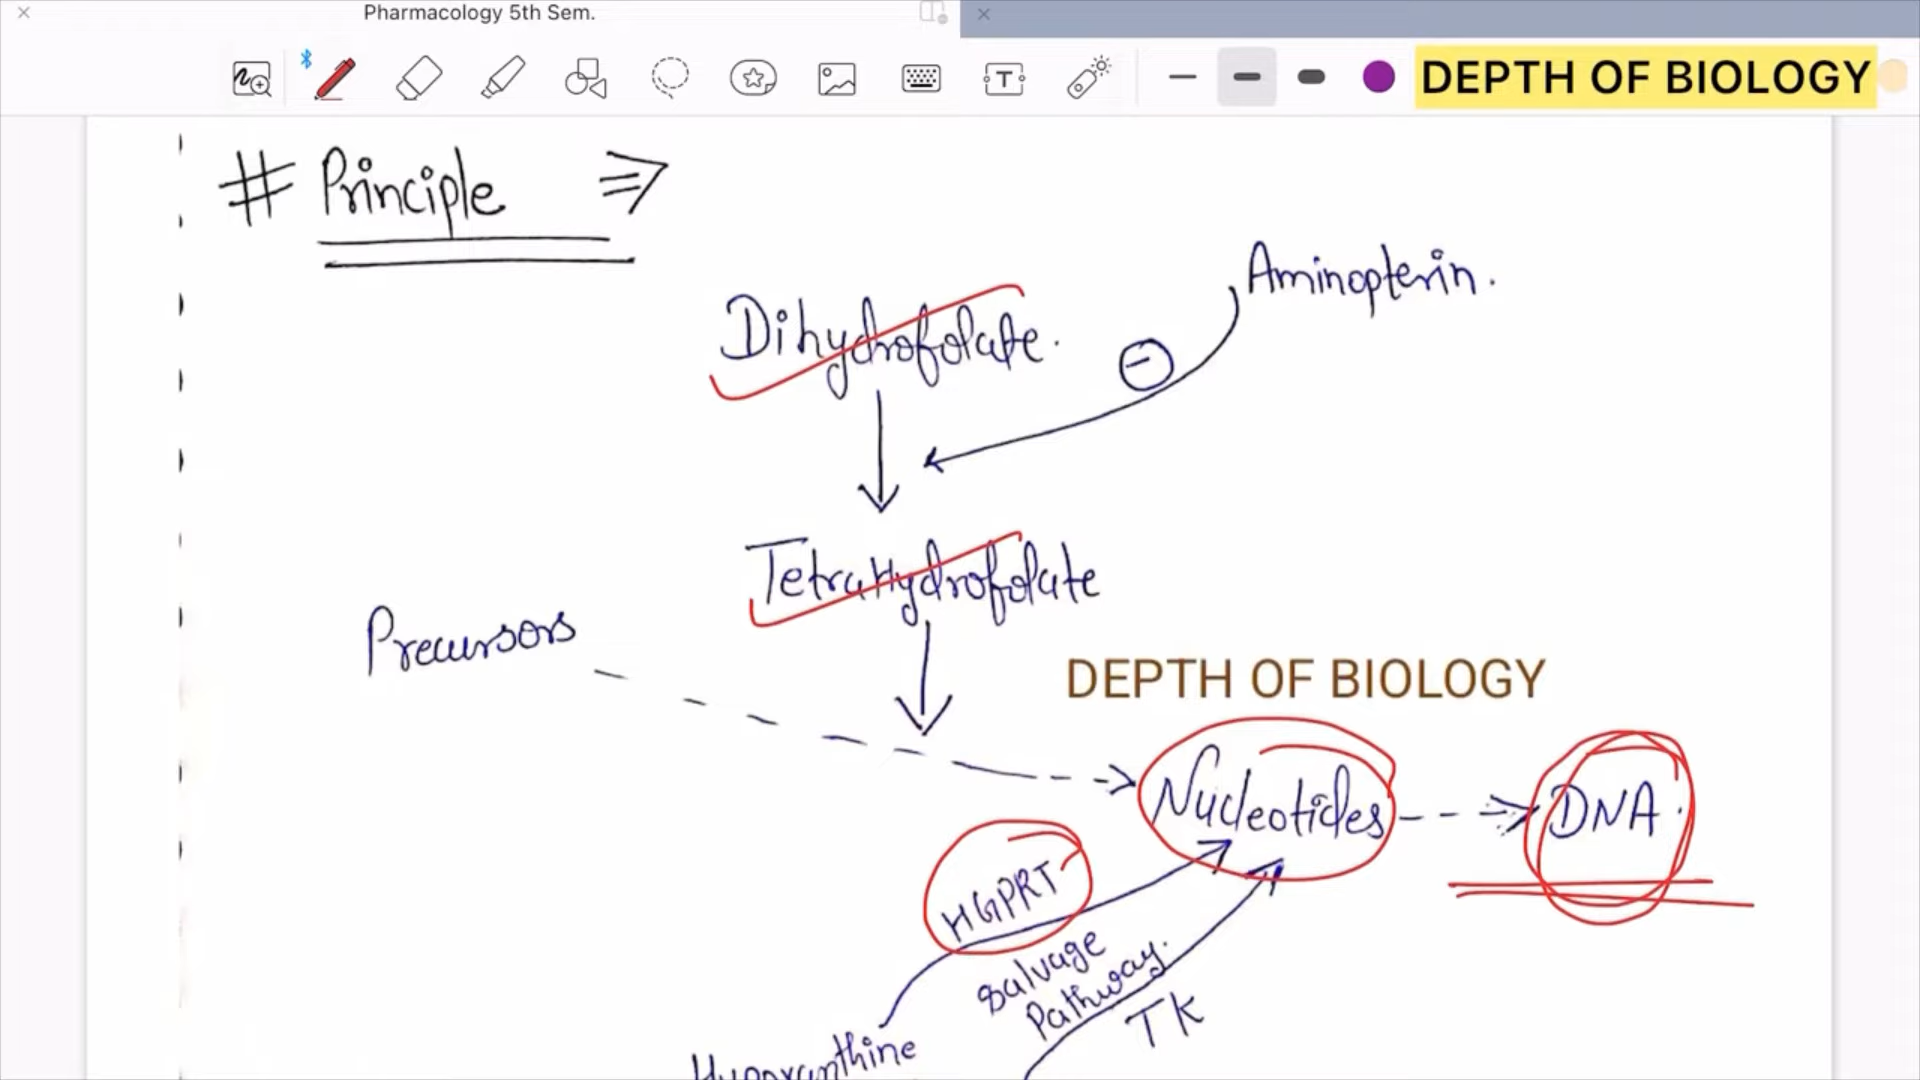 Pharmacology 5th Sem.
DEPTH OF BIOLOGY
# Principle ⇒
Aminopterin.
Dihydrofolate.
−
TetraHydrofolate
Precursors
DEPTH OF BIOLOGY
Nucleotides
DNA.
HGPRT
Salvage
Pathway.
TK
Hypoxanthine